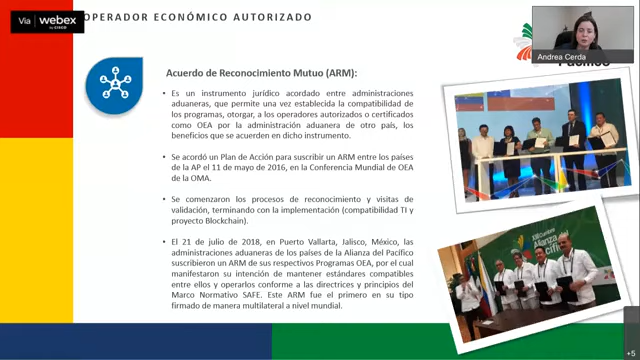 Via webex
by CISCO
OPERADOR ECONÓMICO AUTORIZADO
Andrea Cerda
Pacífico
Acuerdo de Reconocimiento Mutuo (ARM):
• Es un instrumento jurídico acordado entre administraciones
aduaneras, que permite una vez establecida la compatibilidad de
los programas, otorgar, a los operadores autorizados o certificados
como OEA por la administración aduanera de otro país, los
beneficios que se acuerden en dicho instrumento.
• Se acordó un Plan de Acción para suscribir un ARM entre los países
de la AP el 11 de mayo de 2016, en la Conferencia Mundial de OEA
de la OMA.
• Se comenzaron los procesos de reconocimiento y visitas de
validación, terminando con la implementación (compatibilidad TI y
proyecto Blockchain).
• El 21 de julio de 2018, en Puerto Vallarta, Jalisco, México, las
administraciones aduaneras de los países de la Alianza del Pacífico
suscribieron un ARM de sus respectivos Programas OEA, por el cual
manifestaron su intención de mantener estándares compatibles
entre ellos y operarlos conforme a las directrices y principios del
Marco Normativo SAFE. Este ARM fue el primero en su tipo
firmado de manera multilateral a nivel mundial.
Alianza del
Pacífico
+5